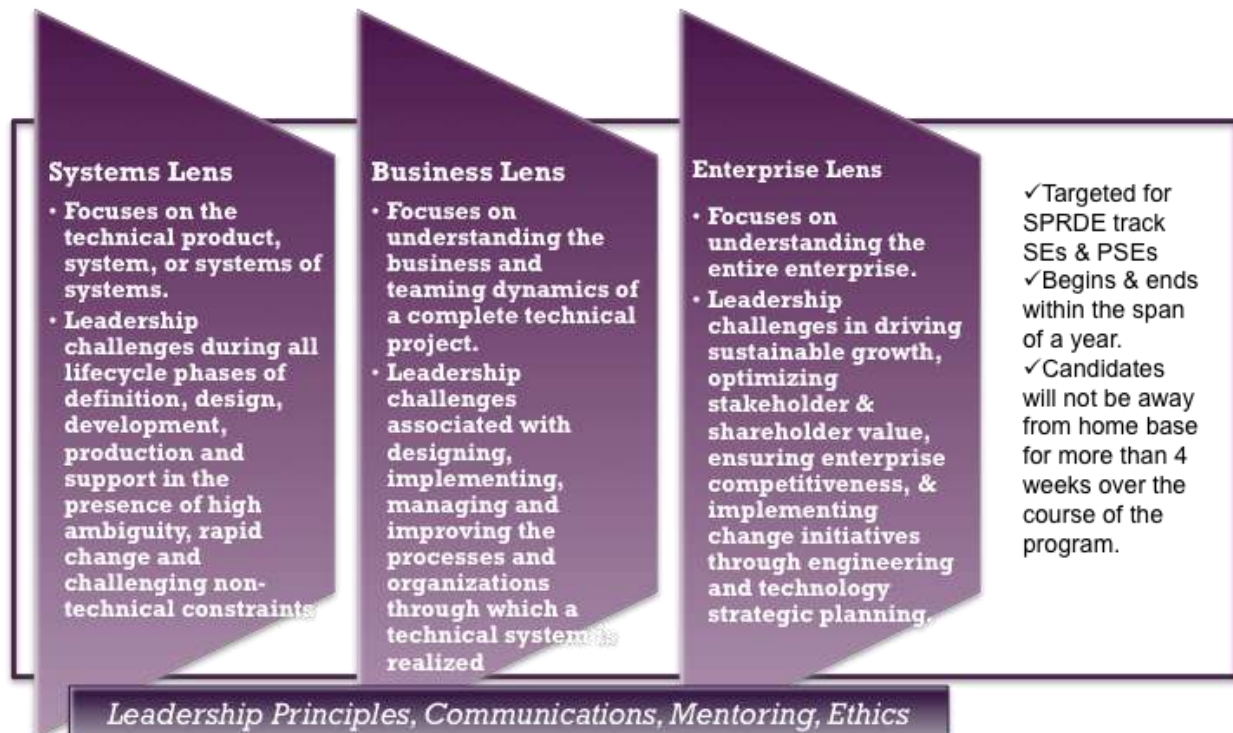 Systems Lens
• Focuses on the
technical product,
system, or systems of
systems.
• Leadership
challenges during all
lifecycle phases of
definition, design,
development,
production and
support in the
presence of high
ambiguity, rapid
change and
challenging non-
technical constraints
Business Lens
• Focuses on
understanding the
business and
teaming dynamics of
a complete technical
project.
• Leadership
challenges
associated with
designing,
implementing,
managing and
improving the
processes and
organizations
through which a
technical system is
realized
Enterprise Lens
• Focuses on
understanding the
entire enterprise.
• Leadership
challenges in driving
sustainable growth,
optimizing
stakeholder &
shareholder value,
ensuring enterprise
competitiveness, &
implementing
change initiatives
through engineering
and technology
strategic planning.
✓Targeted for
SPRDE track
SEs & PSEs
✓Begins & ends
within the span
of a year.
✓Candidates
will not be away
from home base
for more than 4
weeks over the
course of the
program.
Leadership Principles, Communications, Mentoring, Ethics